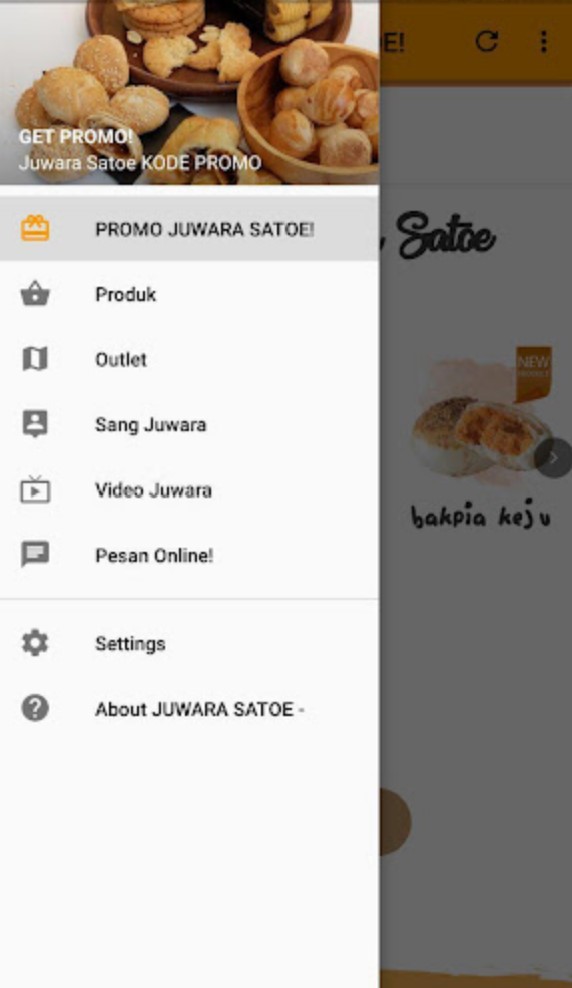 E!
GET PROMO!
Juwara Satoe KODE PROMO
PROMO JUWARA SATOE!
Produk
Outlet
Sang Juwara
Video Juwara
Pesan Online!
Settings
About JUWARA SATOE -
Satoe
NEW
PRODUCT
bakpia keju